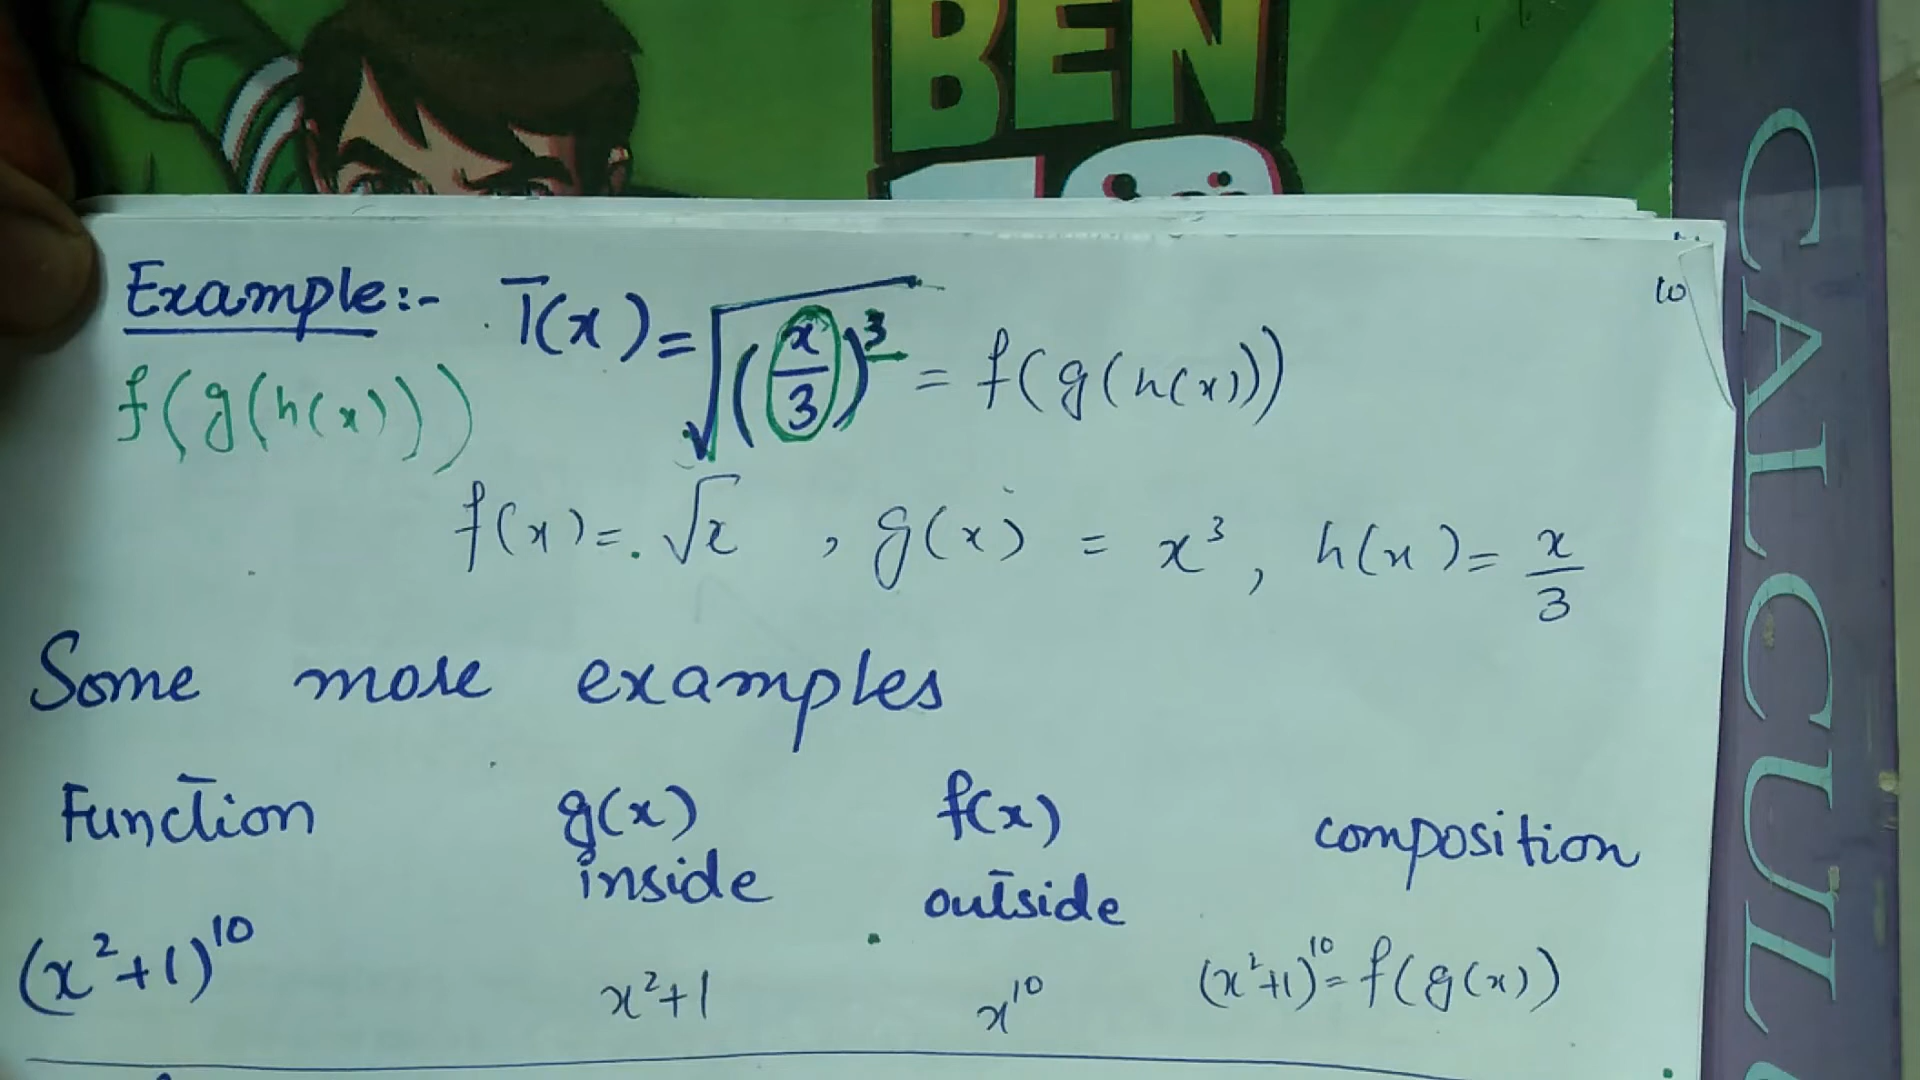 BEN
10
CALCUL
Example:- T(x) = √((x/3)^3) = f(g(h(x)))
f(g(h(x)))
f(x) = √x , g(x) = x³, h(x) = x/3
Some more examples
Function g(x) inside f(x) outside composition
(x²+1)^10 x²+1 x^10 (x²+1)^10 = f(g(x))